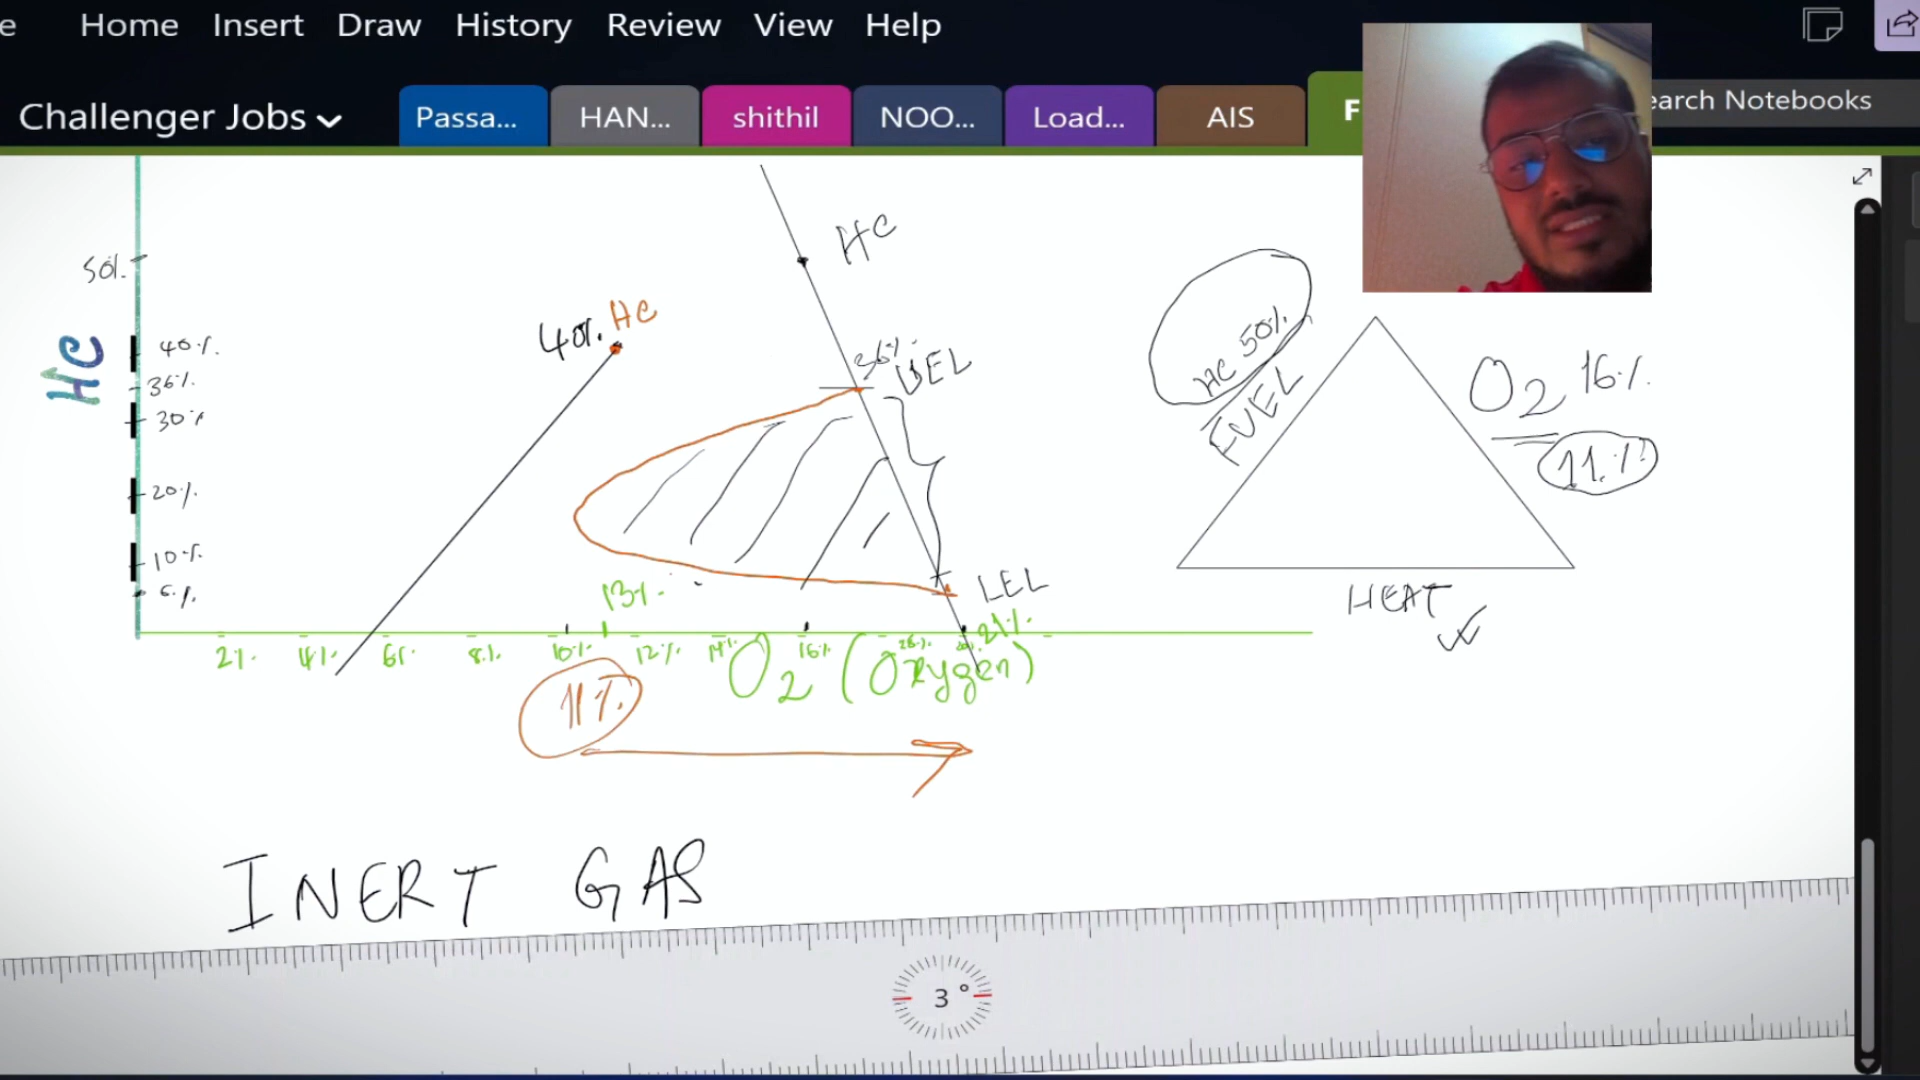 e Home Insert Draw History Review View Help
Challenger Jobs Passa... HAN... shithil NOO... Load... AIS F earch Notebooks
HC
50%.
40%.
36%.
30%
20%.
10%.
HC
40%. HC
36%.
UEL
LEL
13%.
21%.
2%. 4%. 6%. 8%. 10% 12% 14% 16%
O2 (Oxygen)
11%.
HC 50%.
FUEL
O2 16%.
11%
HEAT
INERT GAS
3°